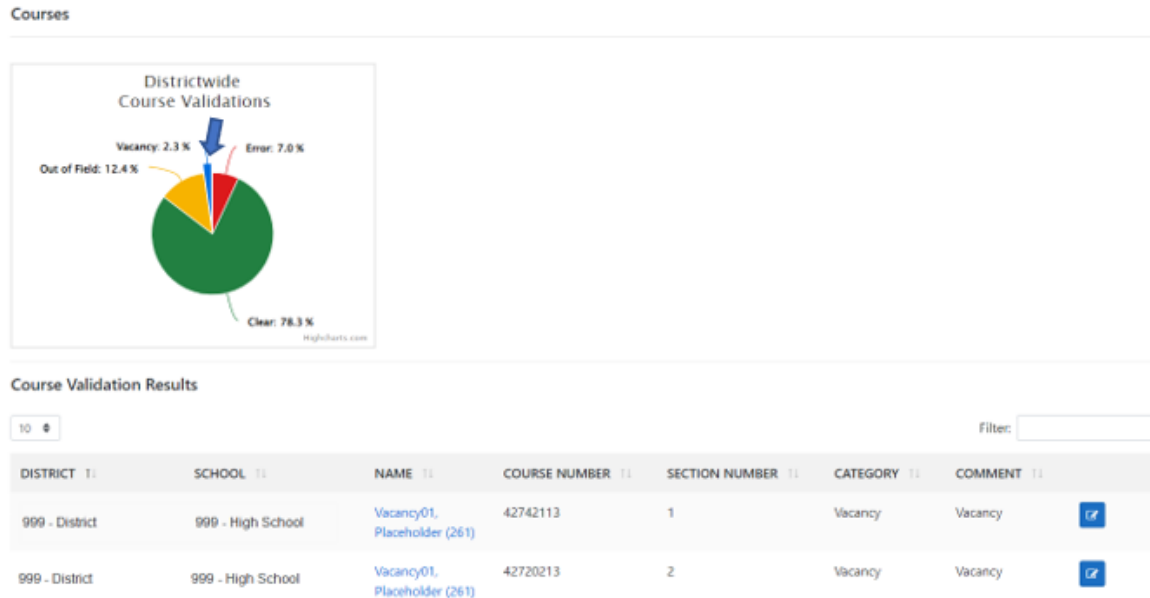 Courses
Districtwide
Course Validations
Vacancy: 2.3 %
Error: 7.0 %
Out of Field: 12.4 %
Clear: 78.3 %
Highcharts.com
Course Validation Results
10
Filter:
DISTRICT SCHOOL NAME COURSE NUMBER SECTION NUMBER CATEGORY COMMENT
999 - District 999 - High School Vacancy01, 42742113 1 Vacancy Vacancy
Placeholder (261)
999 - District 999 - High School Vacancy01, 42720213 2 Vacancy Vacancy
Placeholder (261)